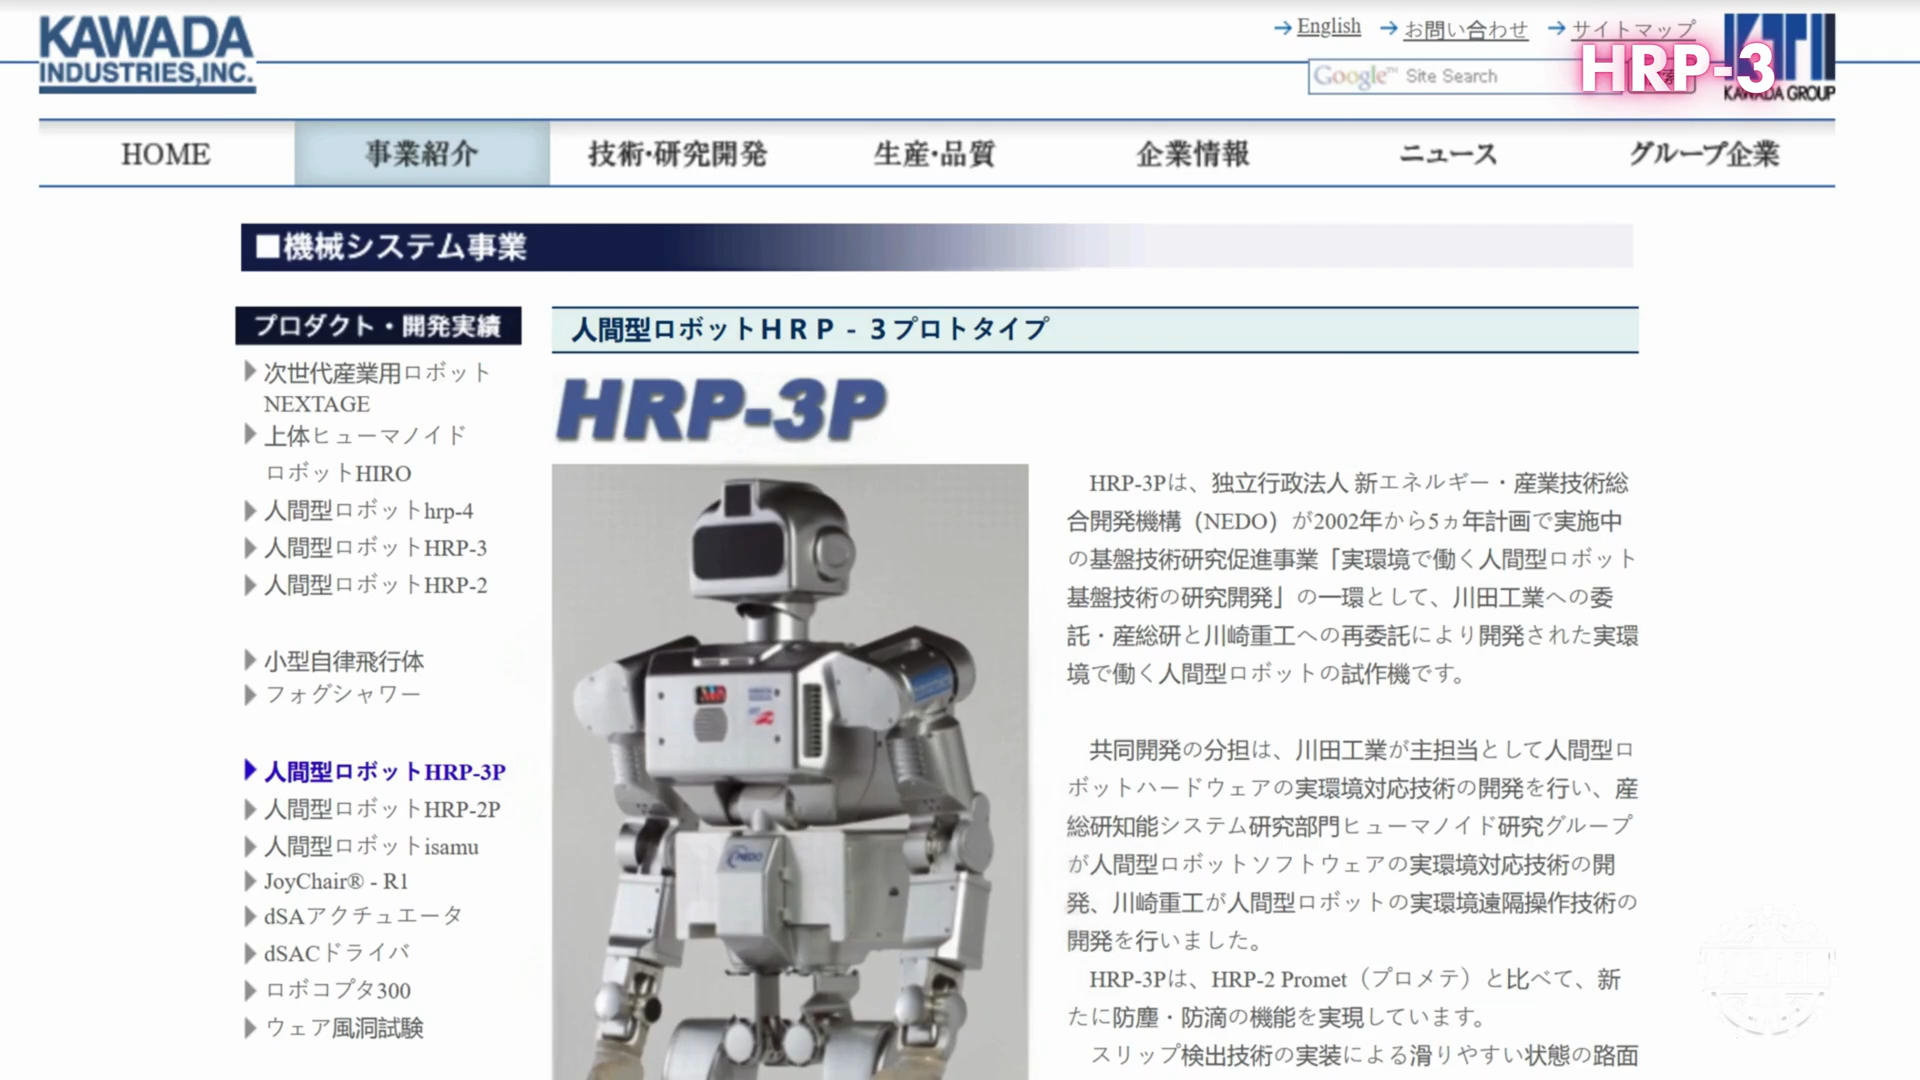 KAWADA
INDUSTRIES,INC.
English
お問い合わせ
サイトマップ
Google™ Site Search
HRP-3
KTI
KAWADA GROUP
HOME
事業紹介
技術・研究開発
生産・品質
企業情報
ニュース
グループ企業
■機械システム事業
プロダクト・開発実績
次世代産業用ロボット
NEXTAGE
上体ヒューマノイド
ロボットHIRO
人間型ロボットhrp-4
人間型ロボットHRP-3
人間型ロボットHRP-2
小型自律飛行体
フォグシャワー
人間型ロボットHRP-3P
人間型ロボットHRP-2P
人間型ロボットisamu
JoyChair® - R1
dSAアクチュエータ
dSACドライバ
ロボコプタ300
ウェア風洞試験
人間型ロボットＨＲＰ‐３プロトタイプ
HRP-3P
NEDO
HRP-3Pは、独立行政法人 新エネルギー・産業技術総
合開発機構（NEDO）が2002年から5ヵ年計画で実施中
の基盤技術研究促進事業「実環境で働く人間型ロボット
基盤技術の研究開発」の一環として、川田工業への委
託・産総研と川崎重工への再委託により開発された実環
境で働く人間型ロボットの試作機です。
共同開発の分担は、川田工業が主担当として人間型ロ
ボットハードウェアの実環境対応技術の開発を行い、産
総研知能システム研究部門ヒューマノイド研究グループ
が人間型ロボットソフトウェアの実環境対応技術の開
発、川崎重工が人間型ロボットの実環境遠隔操作技術の
開発を行いました。
HRP-3Pは、HRP-2 Promet（プロメテ）と比べて、新
たに防塵・防滴の機能を実現しています。
スリップ検出技術の実装による滑りやすい状態の路面